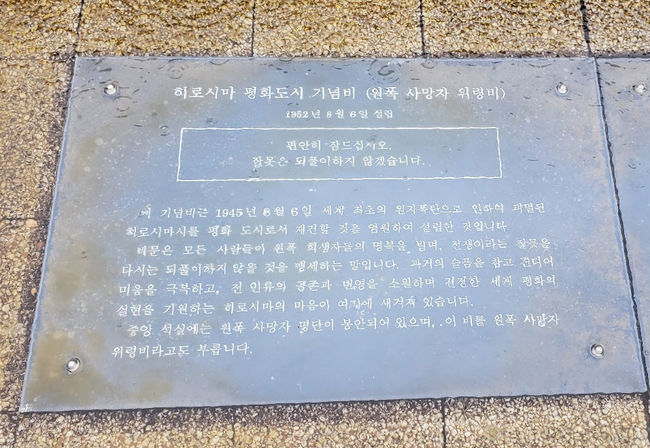 히로시마 평화도시 기념비 (원폭 사망자 위령비)
1952년 8월 6일 설립
편안히 잠드십시오.
잘못은 되풀이하지 않겠습니다.
이 기념비는 1945년 8월 6일 세계 최초의 원자폭탄으로 인하여 괴멸된
히로시마시를 평화 도시로서 재건할 것을 염원하여 설립한 것입니다
비문은 모든 사람들이 원폭 희생자들의 명복을 빌며, 전쟁이라는 잘못을
다시는 되풀이하지 않을 것을 맹세하는 말입니다. 과거의 슬픔을 참고 견디어
미움을 극복하고, 전 인류의 공존과 번영을 소원하며 진정한 세계 평화의
실현을 기원하는 히로시마의 마음이 여기에 새겨져 있습니다.
중앙 석실에는 원폭 사망자 명단이 봉안되어 있으며, 이 비를 원폭 사망자
위령비라고도 부릅니다.